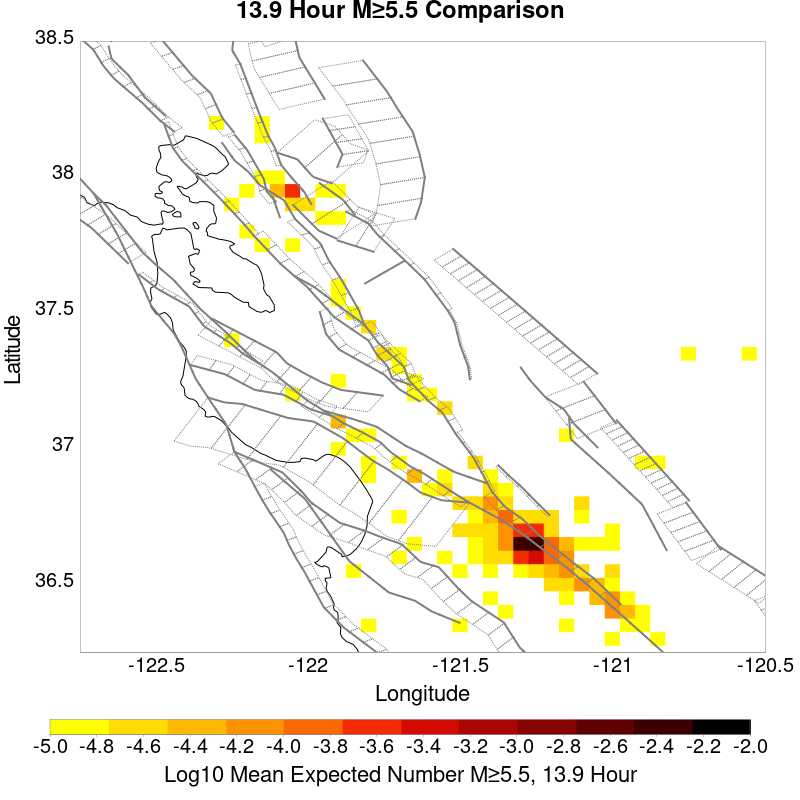 13.9 Hour M≥5.5 Comparison
38.5
38
37.5
37
36.5
Latitude
-122.5 -122 -121.5 -121 -120.5
Longitude
-5.0 -4.8 -4.6 -4.4 -4.2 -4.0 -3.8 -3.6 -3.4 -3.2 -3.0 -2.8 -2.6 -2.4 -2.2 -2.0
Log10 Mean Expected Number M≥5.5, 13.9 Hour